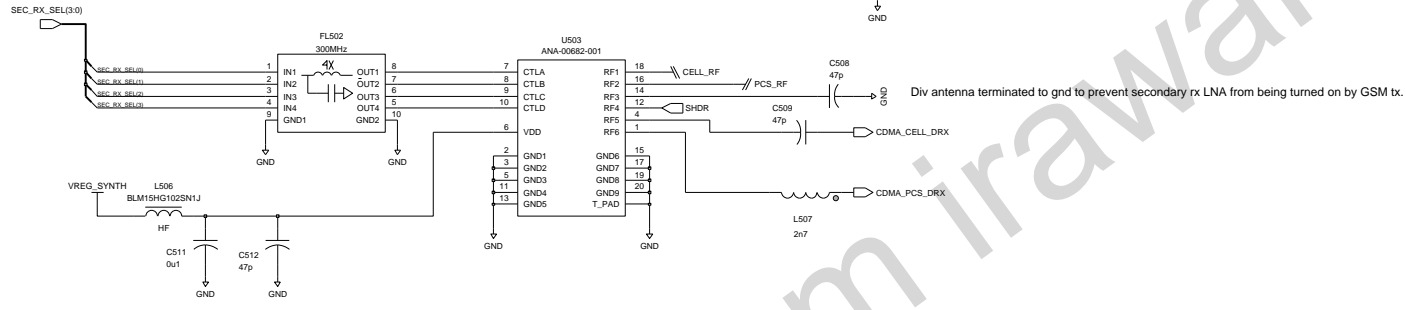 SEC_RX_SEL(3:0)
GND
FL502
300MHz
4X
SEC_RX_SEL(0)
SEC_RX_SEL(1)
SEC_RX_SEL(2)
SEC_RX_SEL(3)
1 IN1 OUT1 8
2 IN2 OUT2 7
3 IN3 OUT3 6
4 IN4 OUT4 5
9 GND1 GND2 10
GND GND
U503
ANA-00682-001
7 CTLA RF1 18 CELL_RF
8 CTLB RF2 16 PCS_RF
9 CTLC RF3 14
10 CTLD RF4 12 SHDR
RF5 4
6 VDD RF6 1
2 GND1 GND6 15
3 GND2 GND7 17
5 GND3 GND8 19
11 GND4 GND9 20
13 GND5 T_PAD
GND GND
C508
47p
GND
Div antenna terminated to gnd to prevent secondary rx LNA from being turned on by GSM tx.
C509
47p
CDMA_CELL_DRX
CDMA_PCS_DRX
L507
2n7
VREG_SYNTH
L506
BLM15HG102SN1J
HF
C511
0u1
C512
47p
GND GND
m irawan